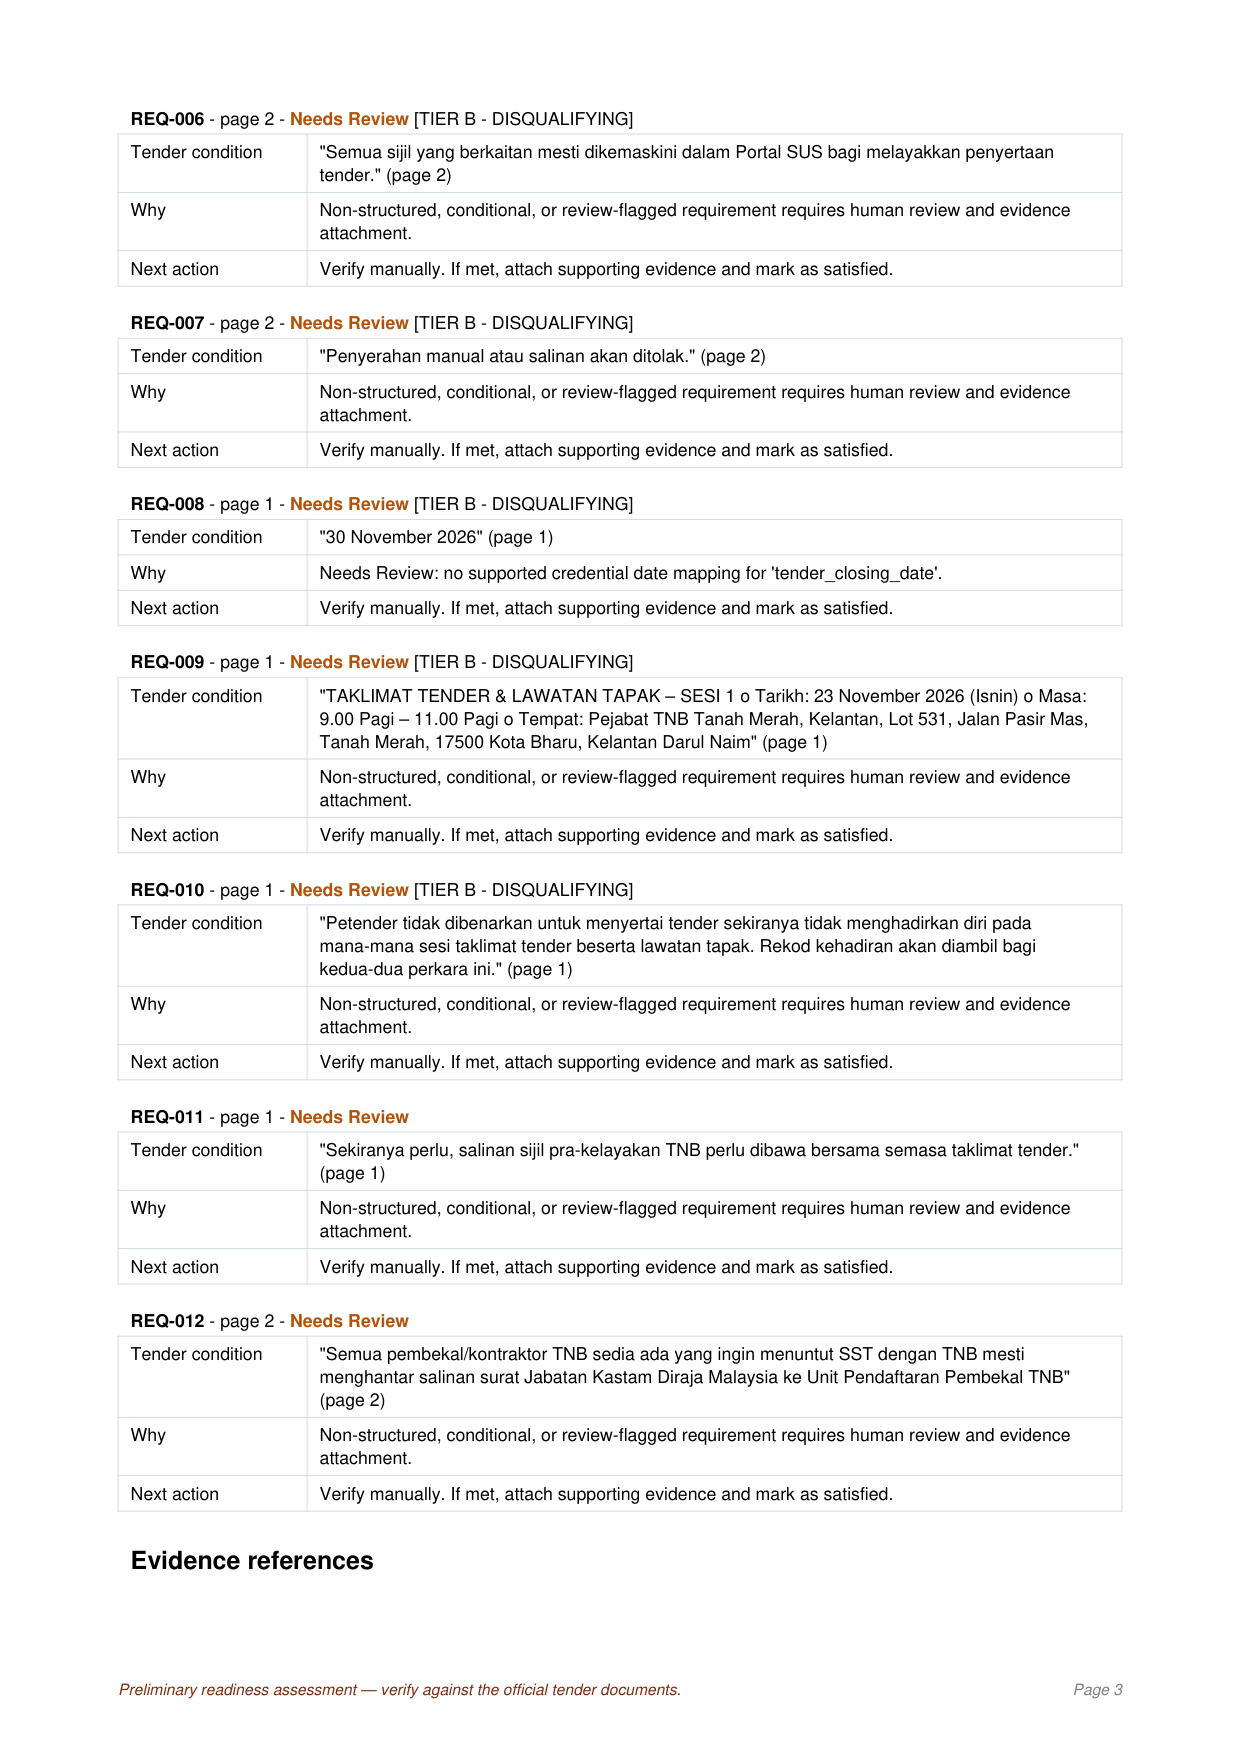 REQ-006 - page 2 - Needs Review [TIER B - DISQUALIFYING]
Tender condition
"Semua sijil yang berkaitan mesti dikemaskini dalam Portal SUS bagi melayakkan penyertaan
tender." (page 2)
Why
Non-structured, conditional, or review-flagged requirement requires human review and evidence
attachment.
Next action
Verify manually. If met, attach supporting evidence and mark as satisfied.
REQ-007 - page 2 - Needs Review [TIER B - DISQUALIFYING]
Tender condition
"Penyerahan manual atau salinan akan ditolak." (page 2)
Why
Non-structured, conditional, or review-flagged requirement requires human review and evidence
attachment.
Next action
Verify manually. If met, attach supporting evidence and mark as satisfied.
REQ-008 - page 1 - Needs Review [TIER B - DISQUALIFYING]
Tender condition
"30 November 2026" (page 1)
Why
Needs Review: no supported credential date mapping for 'tender_closing_date'.
Next action
Verify manually. If met, attach supporting evidence and mark as satisfied.
REQ-009 - page 1 - Needs Review [TIER B - DISQUALIFYING]
Tender condition
"TAKLIMAT TENDER & LAWATAN TAPAK – SESI 1 o Tarikh: 23 November 2026 (Isnin) o Masa:
9.00 Pagi – 11.00 Pagi o Tempat: Pejabat TNB Tanah Merah, Kelantan, Lot 531, Jalan Pasir Mas,
Tanah Merah, 17500 Kota Bharu, Kelantan Darul Naim" (page 1)
Why
Non-structured, conditional, or review-flagged requirement requires human review and evidence
attachment.
Next action
Verify manually. If met, attach supporting evidence and mark as satisfied.
REQ-010 - page 1 - Needs Review [TIER B - DISQUALIFYING]
Tender condition
"Petender tidak dibenarkan untuk menyertai tender sekiranya tidak menghadirkan diri pada
mana-mana sesi taklimat tender beserta lawatan tapak. Rekod kehadiran akan diambil bagi
kedua-dua perkara ini." (page 1)
Why
Non-structured, conditional, or review-flagged requirement requires human review and evidence
attachment.
Next action
Verify manually. If met, attach supporting evidence and mark as satisfied.
REQ-011 - page 1 - Needs Review
Tender condition
"Sekiranya perlu, salinan sijil pra-kelayakan TNB perlu dibawa bersama semasa taklimat tender."
(page 1)
Why
Non-structured, conditional, or review-flagged requirement requires human review and evidence
attachment.
Next action
Verify manually. If met, attach supporting evidence and mark as satisfied.
REQ-012 - page 2 - Needs Review
Tender condition
"Semua pembekal/kontraktor TNB sedia ada yang ingin menuntut SST dengan TNB mesti
menghantar salinan surat Jabatan Kastam Diraja Malaysia ke Unit Pendaftaran Pembekal TNB"
(page 2)
Why
Non-structured, conditional, or review-flagged requirement requires human review and evidence
attachment.
Next action
Verify manually. If met, attach supporting evidence and mark as satisfied.
Evidence references
Preliminary readiness assessment — verify against the official tender documents.
Page 3